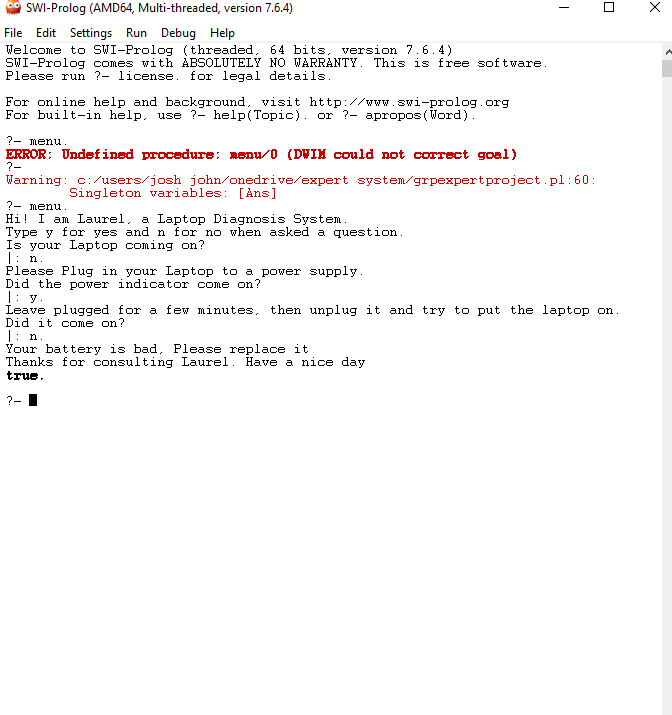 SWI-Prolog (AMD64, Multi-threaded, version 7.6.4)
File Edit Settings Run Debug Help
Welcome to SWI-Prolog (threaded, 64 bits, version 7.6.4)
SWI-Prolog comes with ABSOLUTELY NO WARRANTY. This is free software.
Please run ?- license. for legal details.
For online help and background, visit http://www.swi-prolog.org
For built-in help, use ?- help(Topic). or ?- apropos(Word).
?- menu.
ERROR: Undefined procedure: menu/0 (DWIM could not correct goal)
?-
Warning: c:/users/josh john/onedrive/expert system/grpexpertproject.pl:60:
Singleton variables: [Ans]
?- menu.
Hi! I am Laurel, a Laptop Diagnosis System.
Type y for yes and n for no when asked a question.
Is your Laptop coming on?
|: n.
Please Plug in your Laptop to a power supply.
Did the power indicator come on?
|: y.
Leave plugged for a few minutes, then unplug it and try to put the laptop on.
Did it come on?
|: n.
Your battery is bad, Please replace it
Thanks for consulting Laurel. Have a nice day
true.
?-